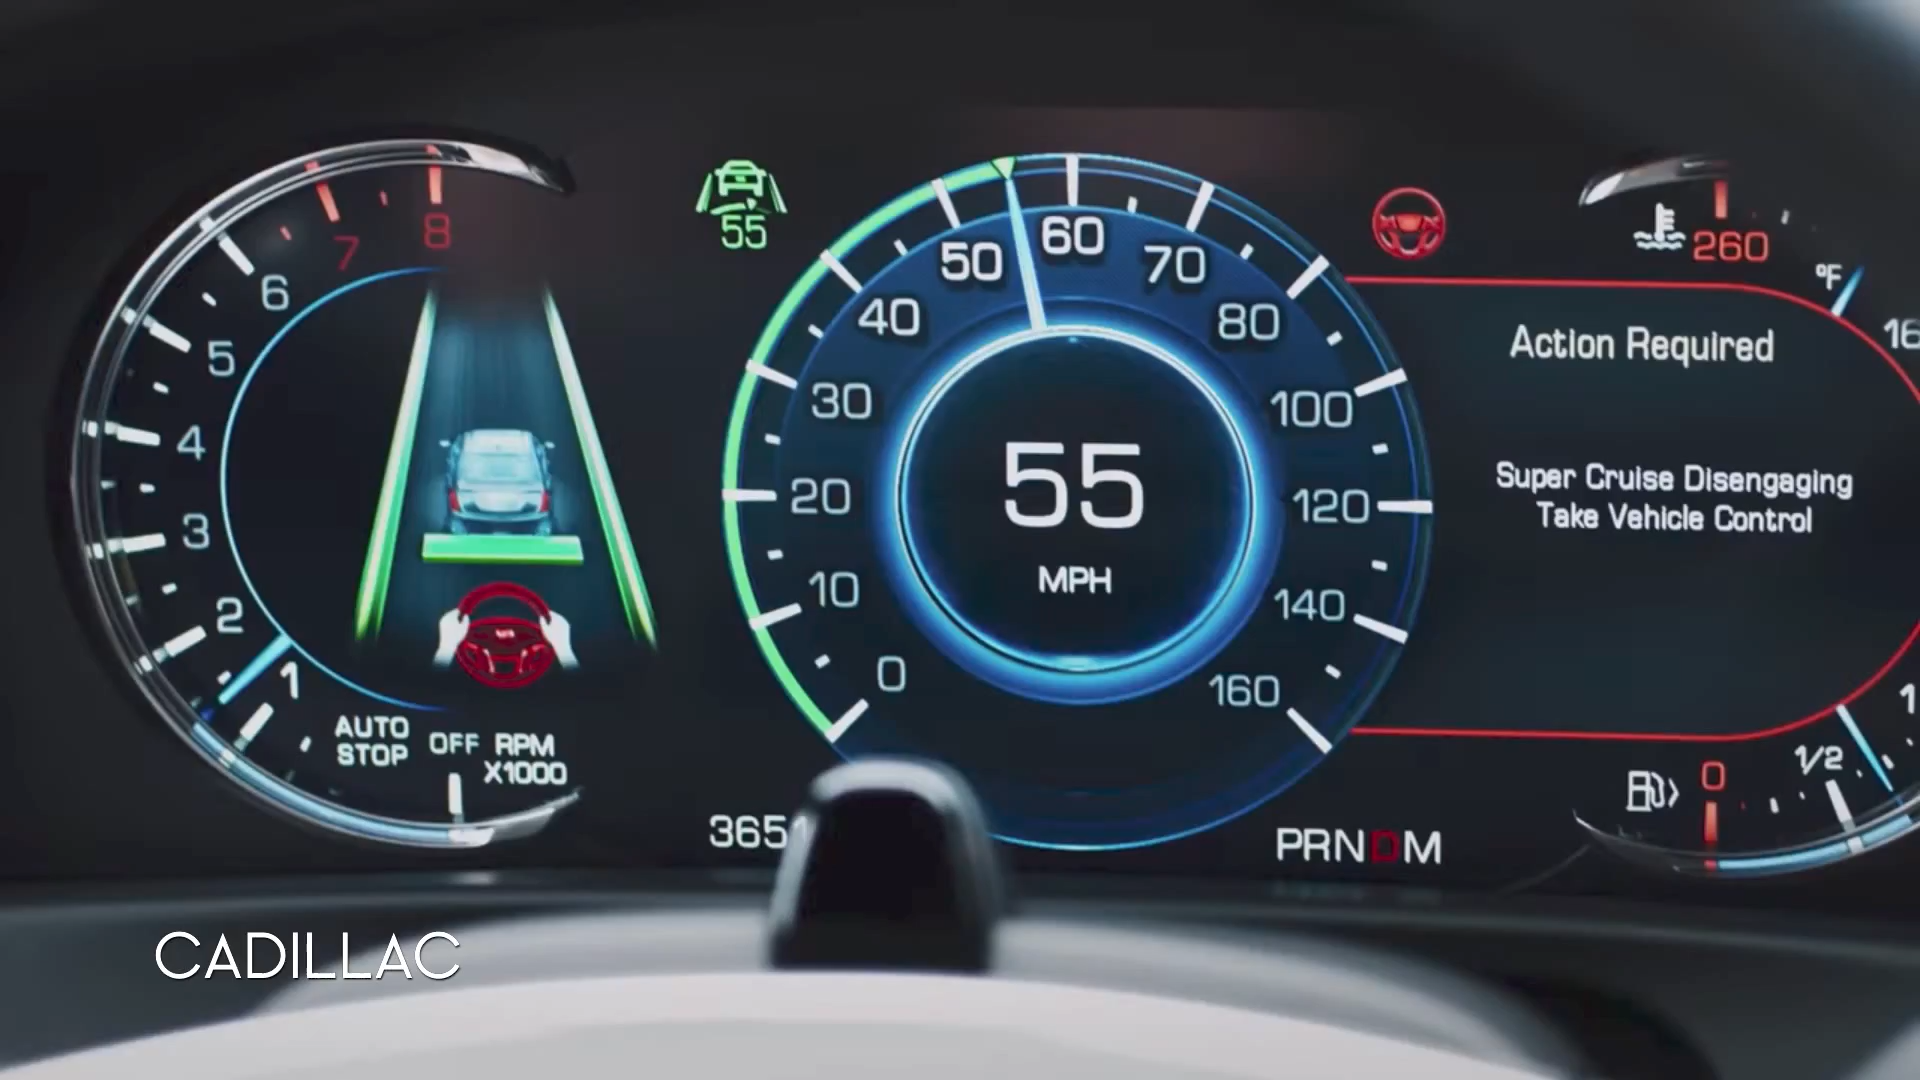 8
7
6
5
4
3
2
1
AUTO
STOP
OFF
RPM
X1000
55
0
10
20
30
40
50
60
70
80
100
120
140
160
55
MPH
260
°F
Action Required
Super Cruise Disengaging
Take Vehicle Control
0
1/2
1
PRNDM
CADILLAC